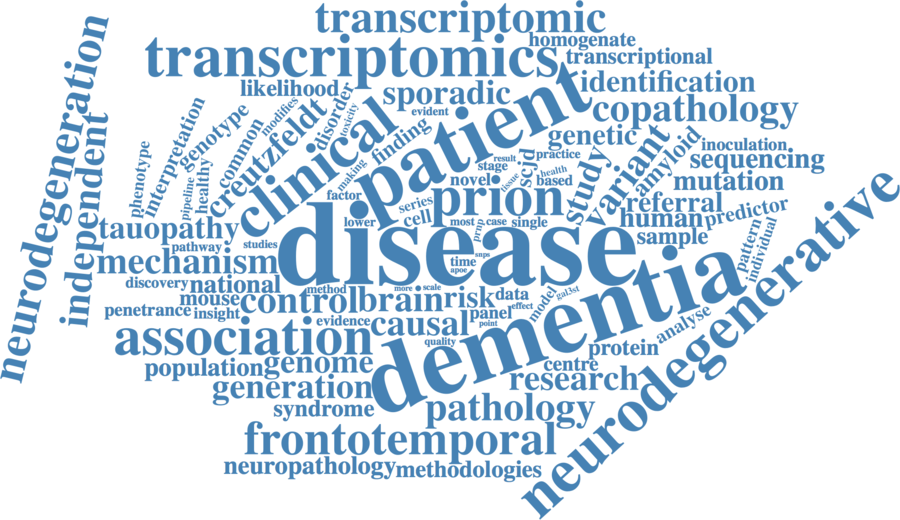 transcriptomic
transcriptomics
homogenate
transcriptional
likelihood
sporadic
identification
evident
copathology
neurodegeneration
independent
phenotype
interpretation
genotype
pipeline
healthy
common
modifies
creutzfeldt
disorder
toxicity
clinical
finding
making
patient
genetic
inoculation
sequencing
result
practice
stage
health
tissue
scjd
novel
based
study
variant
amyloid
mutation
factor
series
prion
referral
tauopathy
lower
cell
most
case
single
prnp
human
predictor
pathway
studies
disease
sample
mechanism
time
snps
apoe
pattern
individual
discovery
national
method
more
scale
mouse
control
brain
risk
data
model
gal3st
penetrance
insight
evidence
causal
panel
effect
point
association
quality
dementia
analyse
protein
population
genome
centre
generation
research
neurodegenerative
syndrome
pathology
frontotemporal
neuropathology
methodologies